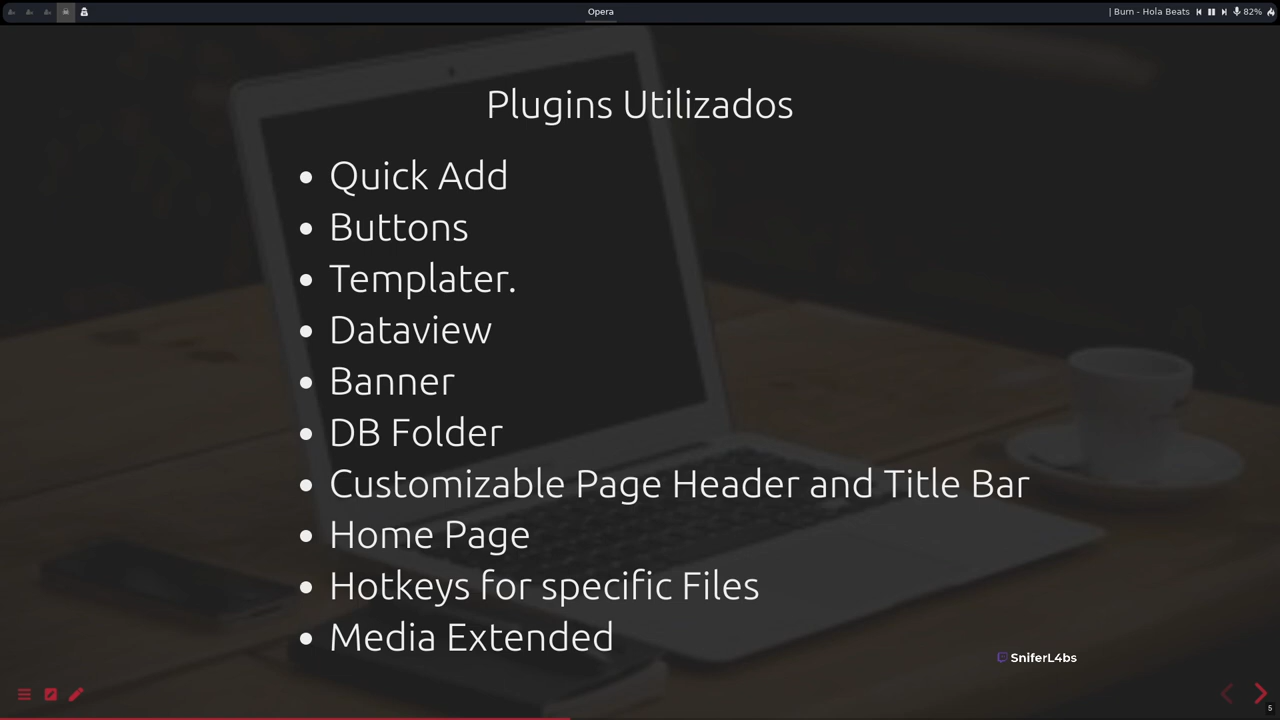 Opera
| Burn - Hola Beats
82%
Plugins Utilizados
Quick Add
Buttons
Templater.
Dataview
Banner
DB Folder
Customizable Page Header and Title Bar
Home Page
Hotkeys for specific Files
Media Extended
SniferL4bs
5